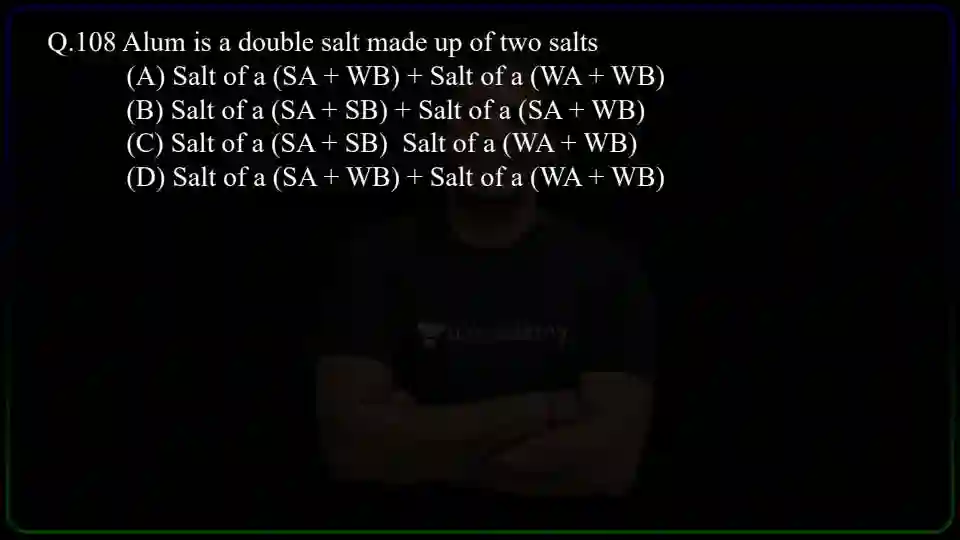 Q.108 Alum is a double salt made up of two salts
(A) Salt of a (SA + WB) + Salt of a (WA + WB)
(B) Salt of a (SA + SB) + Salt of a (SA + WB)
(C) Salt of a (SA + SB)  Salt of a (WA + WB)
(D) Salt of a (SA + WB) + Salt of a (WA + WB)